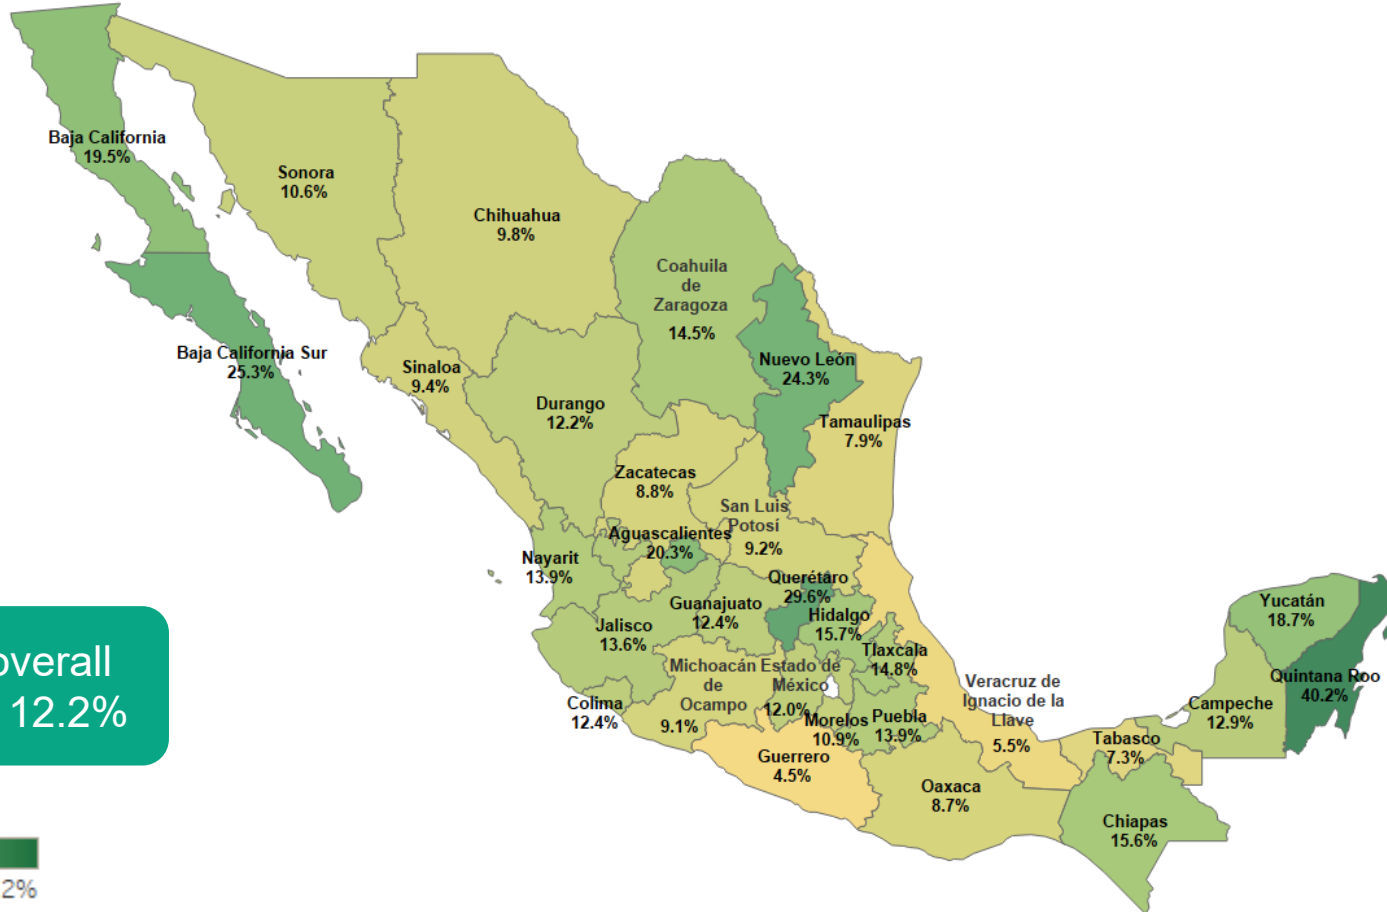 Baja California
19.5%
Sonora
10.6%
Chihuahua
9.8%
Coahuila
de
Zaragoza
14.5%
Baja California Sur
25.3%
Sinaloa
9.4%
Nuevo León
24.3%
Durango
12.2%
Tamaulipas
7.9%
Zacatecas
8.8%
San Luis
Potosí
9.2%
Aguascalientes
20.3%
Nayarit
13.9%
Querétaro
29.6%
Guanajuato
12.4%
Hidalgo
15.7%
Jalisco
13.6%
Tlaxcala
14.8%
Michoacán
de
Ocampo
9.1%
Estado de
México
12.0%
Colima
12.4%
Morelos
10.9%
Puebla
13.9%
Veracruz de
Ignacio de la
Llave
5.5%
Guerrero
4.5%
Oaxaca
8.7%
Tabasco
7.3%
Chiapas
15.6%
Campeche
12.9%
Yucatán
18.7%
Quintana Roo
40.2%
overall
12.2%
2%